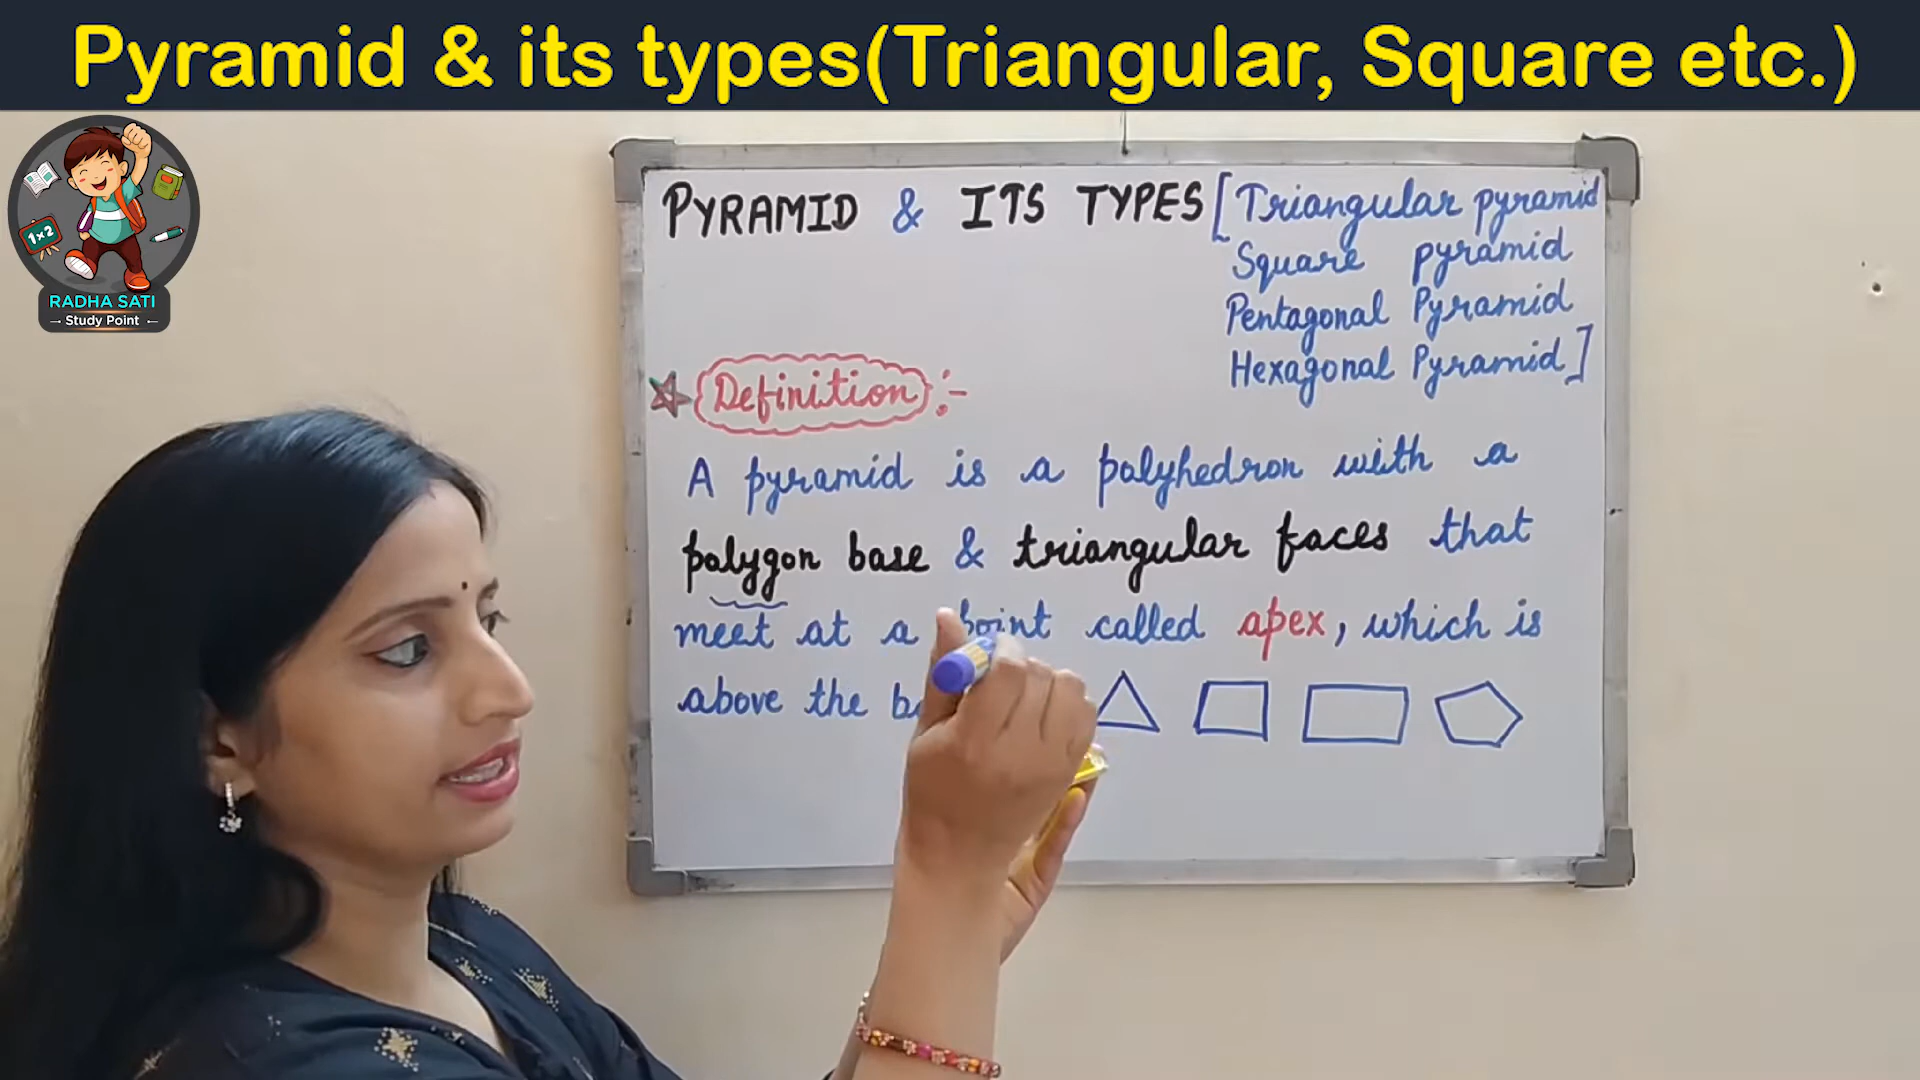 Pyramid & its types(Triangular, Square etc.)
RADHA SATI
Study Point
1x2
PYRAMID & ITS TYPES [Triangular pyramid
Square pyramid
Pentagonal Pyramid
Hexagonal Pyramid]
Definition :-
A pyramid is a polyhedron with a
polygon base & triangular faces that
meet at a point called apex, which is
above the